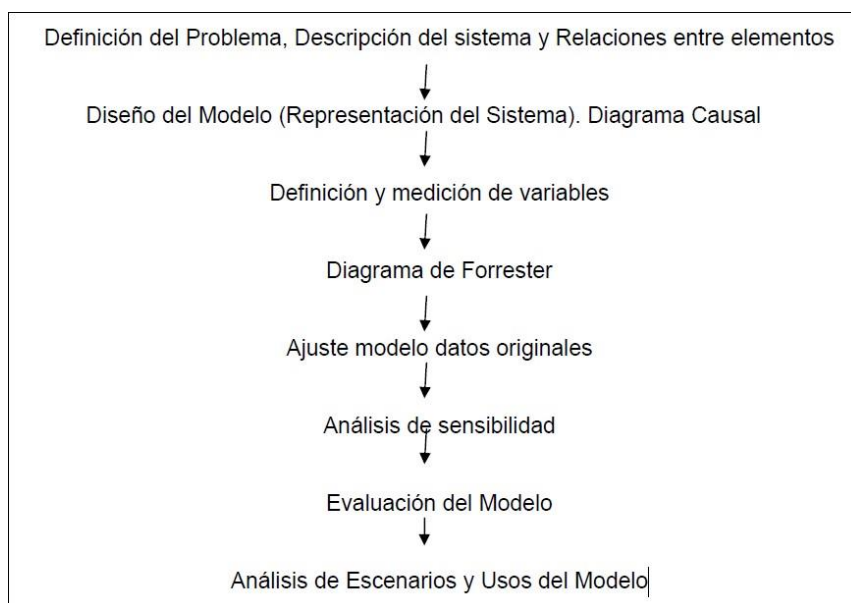 Definición del Problema, Descripción del sistema y Relaciones entre elementos
Diseño del Modelo (Representación del Sistema). Diagrama Causal
Definición y medición de variables
Diagrama de Forrester
Ajuste modelo datos originales
Análisis de sensibilidad
Evaluación del Modelo
Análisis de Escenarios y Usos del Modelo